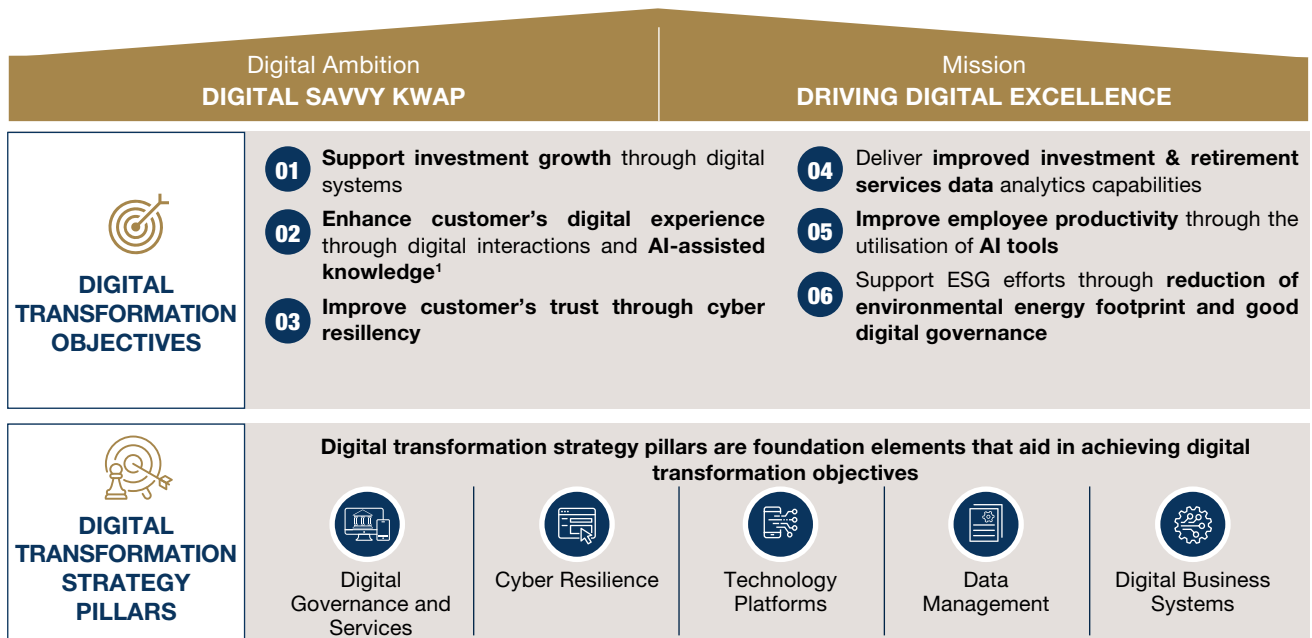 Digital Ambition
DIGITAL SAVVY KWAP
Mission
DRIVING DIGITAL EXCELLENCE
DIGITAL
TRANSFORMATION
OBJECTIVES
01
Support investment growth through digital
systems
02
Enhance customer's digital experience
through digital interactions and AI-assisted
knowledge¹
03
Improve customer's trust through cyber
resillency
04
Deliver improved investment & retirement
services data analytics capabilities
05
Improve employee productivity through the
utilisation of AI tools
06
Support ESG efforts through reduction of
environmental energy footprint and good
digital governance
DIGITAL
TRANSFORMATION
STRATEGY
PILLARS
Digital transformation strategy pillars are foundation elements that aid in achieving digital
transformation objectives
Digital
Governance and
Services
Cyber Resilience
Technology
Platforms
Data
Management
Digital Business
Systems